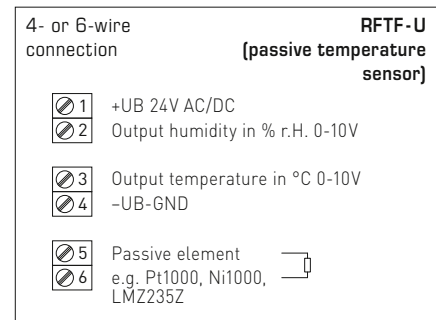 4- or 6-wire
connection
RFTF-U
(passive temperature
sensor)
1 +UB 24V AC/DC
2 Output humidity in % r.H. 0-10V
3 Output temperature in °C 0-10V
4 –UB-GND
5 Passive element
6 e.g. Pt1000, Ni1000,
LMZ235Z